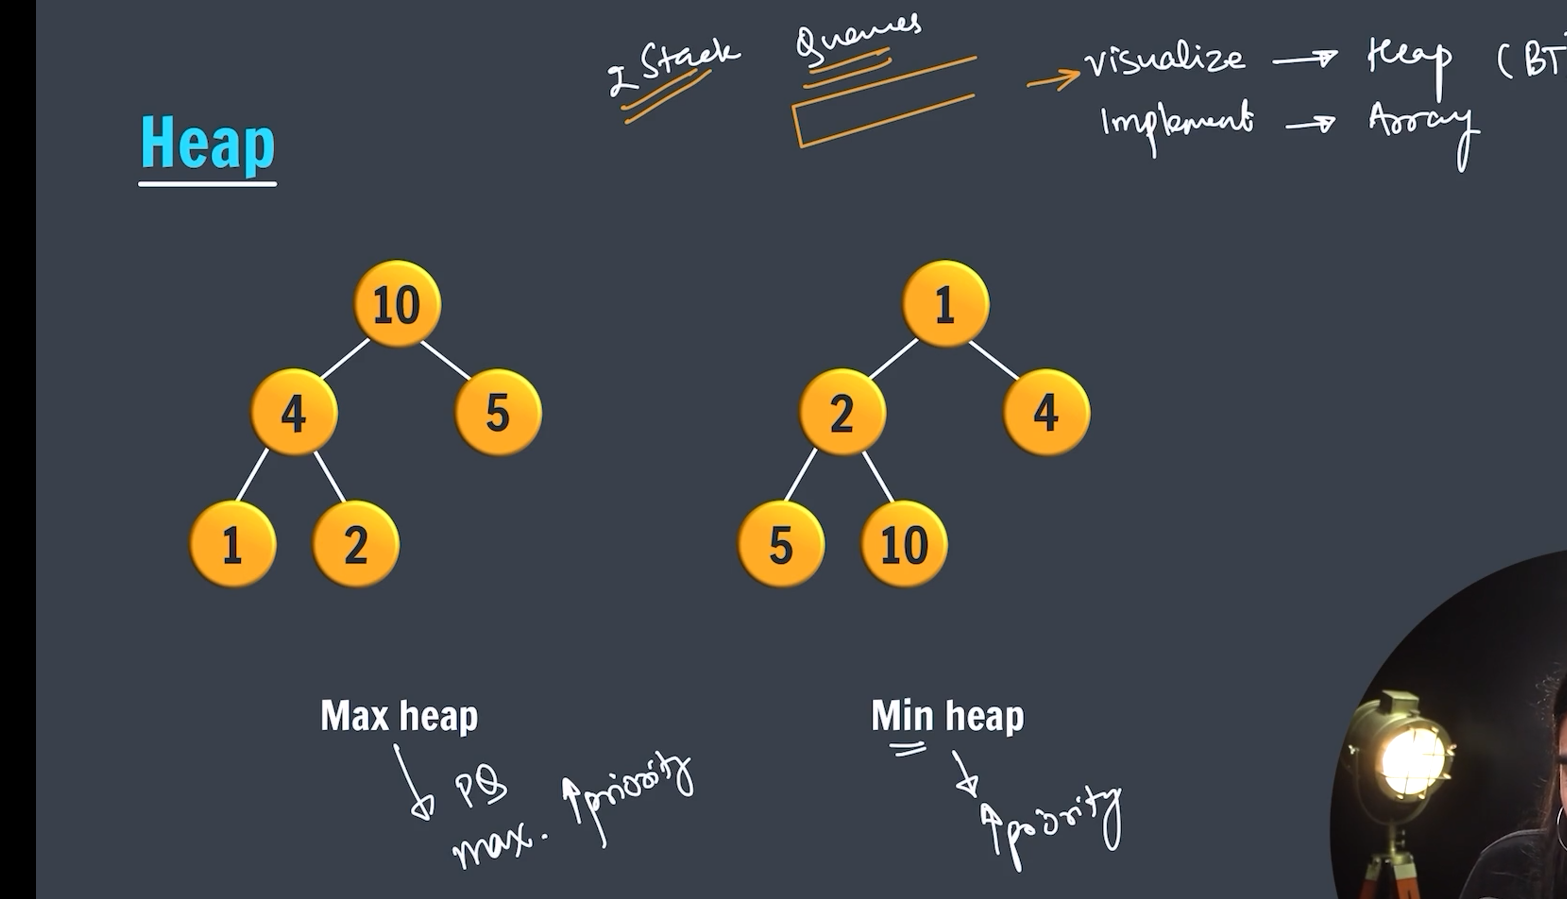 2 Stack Queues
visualize → Heap (BT
Implement → Array
Heap
10
4 5
1 2
1
2 4
5 10
Max heap
PQ
max. ↑priority
Min heap
↑priority